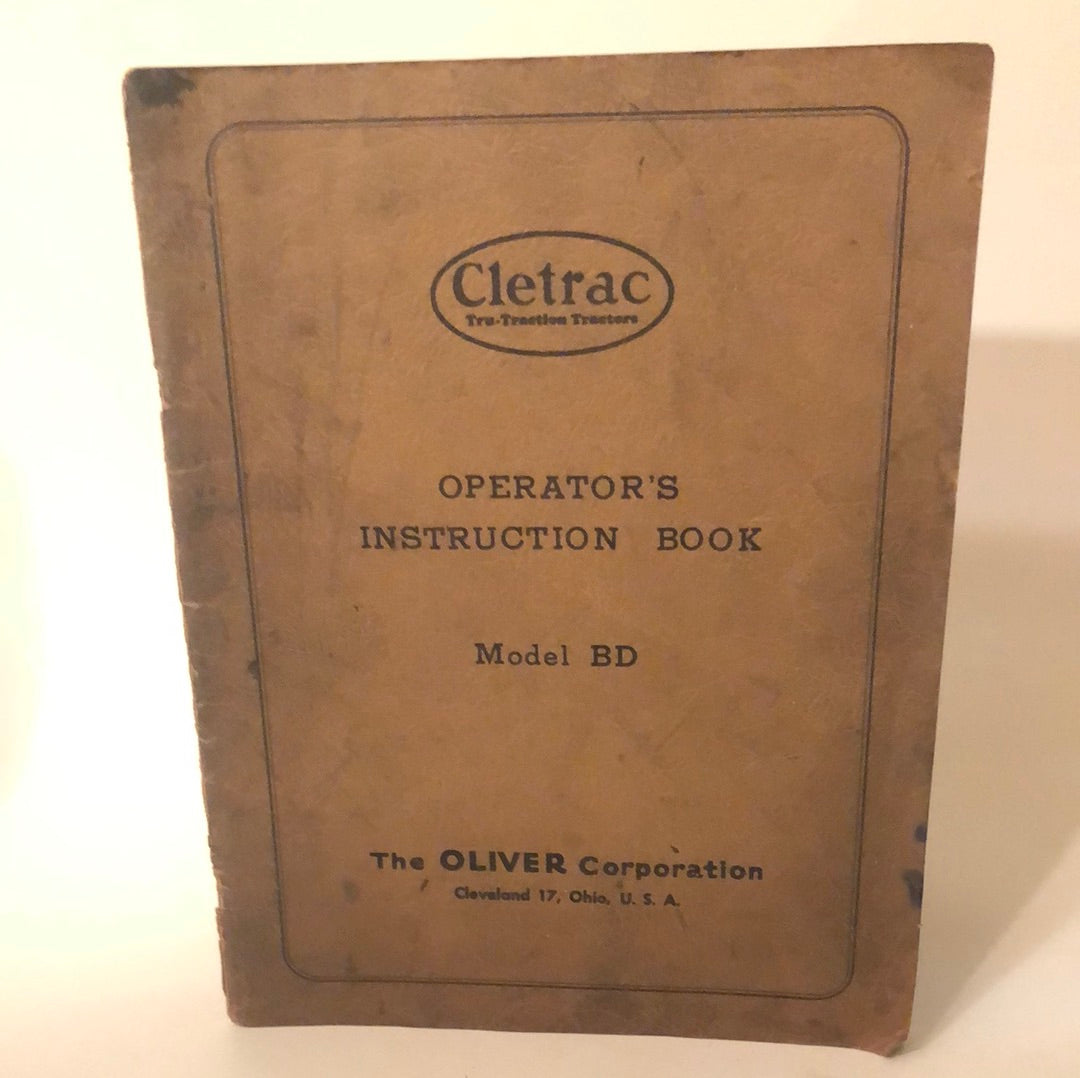 Cletrac
Tru-Traction Tractors
OPERATOR'S
INSTRUCTION BOOK
Model BD
The OLIVER Corporation
Cleveland 17, Ohio, U. S. A.